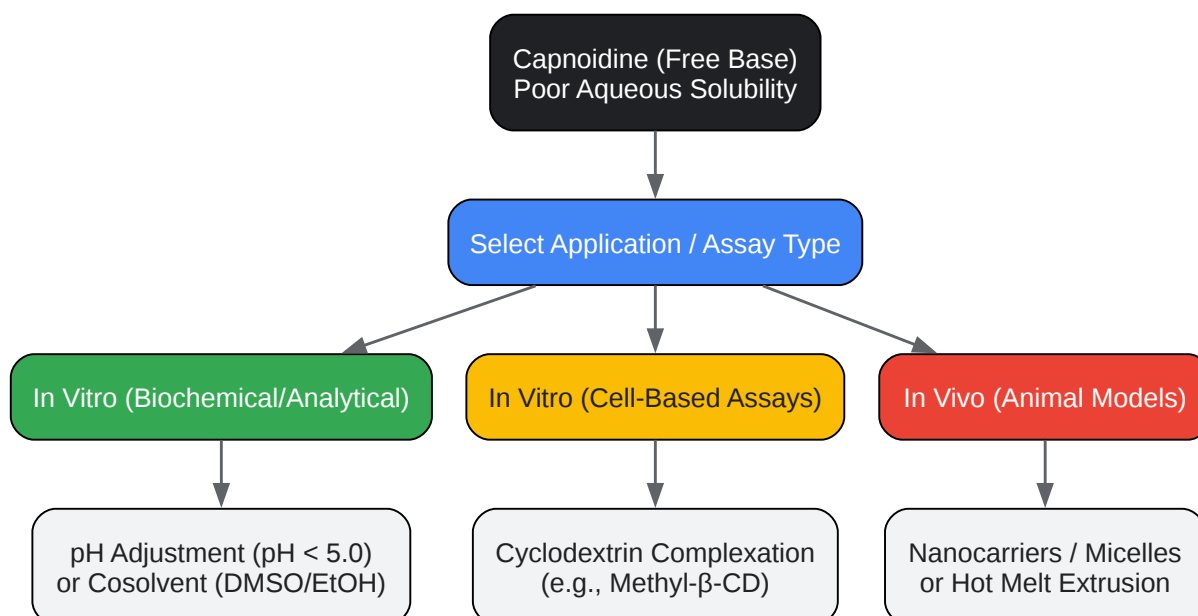 Capnoidine (Free Base)
Poor Aqueous Solubility
Select Application / Assay Type
In Vitro (Biochemical/Analytical)
In Vitro (Cell-Based Assays)
In Vivo (Animal Models)
pH Adjustment (pH < 5.0)
or Cosolvent (DMSO/EtOH)
Cyclodextrin Complexation
(e.g., Methyl-β-CD)
Nanocarriers / Micelles
or Hot Melt Extrusion